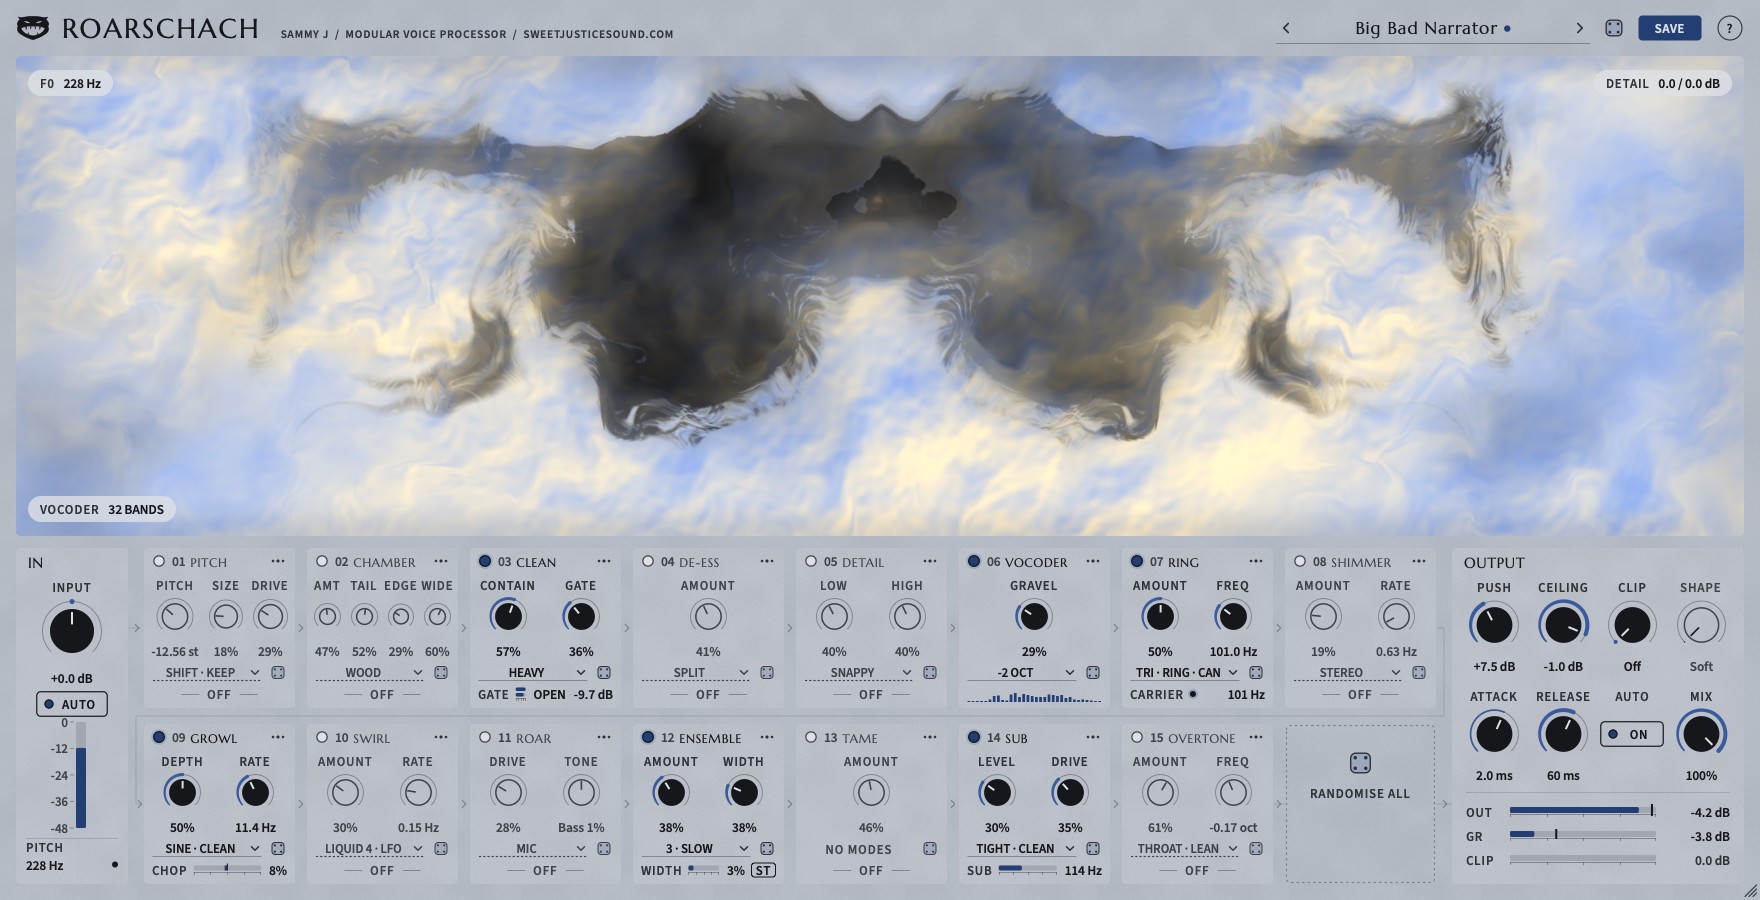 ROARSCHACH
SAMMY J / MODULAR VOICE PROCESSOR / SWEETJUSTICESOUND.COM
Big Bad Narrator
SAVE
?
F0 228 Hz
DETAIL 0.0 / 0.0 dB
VOCODER 32 BANDS
IN
INPUT
+0.0 dB
AUTO
0
-12
-24
-36
-48
PITCH
228 Hz
01 PITCH
PITCH SIZE DRIVE
-12.56 st 18% 29%
SHIFT · KEEP
OFF
02 CHAMBER
AMT TAIL EDGE WIDE
47% 52% 29% 60%
WOOD
OFF
03 CLEAN
CONTAIN GATE
57% 36%
HEAVY
GATE OPEN -9.7 dB
04 DE-ESS
AMOUNT
41%
SPLIT
OFF
05 DETAIL
LOW HIGH
40% 40%
SNAPPY
OFF
06 VOCODER
GRAVEL
29%
-2 OCT
07 RING
AMOUNT FREQ
50% 101.0 Hz
TRI · RING · CAN
CARRIER 101 Hz
08 SHIMMER
AMOUNT RATE
19% 0.63 Hz
STEREO
OFF
09 GROWL
DEPTH RATE
50% 11.4 Hz
SINE · CLEAN
CHOP 8%
10 SWIRL
AMOUNT RATE
30% 0.15 Hz
LIQUID 4 · LFO
OFF
11 ROAR
DRIVE TONE
28% Bass 1%
MIC
OFF
12 ENSEMBLE
AMOUNT WIDTH
38% 38%
3 · SLOW
WIDTH 3% ST
13 TAME
AMOUNT
46%
NO MODES
OFF
14 SUB
LEVEL DRIVE
30% 35%
TIGHT · CLEAN
SUB 114 Hz
15 OVERTONE
AMOUNT FREQ
61% -0.17 oct
THROAT · LEAN
OFF
RANDOMISE ALL
OUTPUT
PUSH CEILING CLIP SHAPE
+7.5 dB -1.0 dB Off Soft
ATTACK RELEASE AUTO MIX
ON
2.0 ms 60 ms 100%
OUT -4.2 dB
GR -3.8 dB
CLIP 0.0 dB